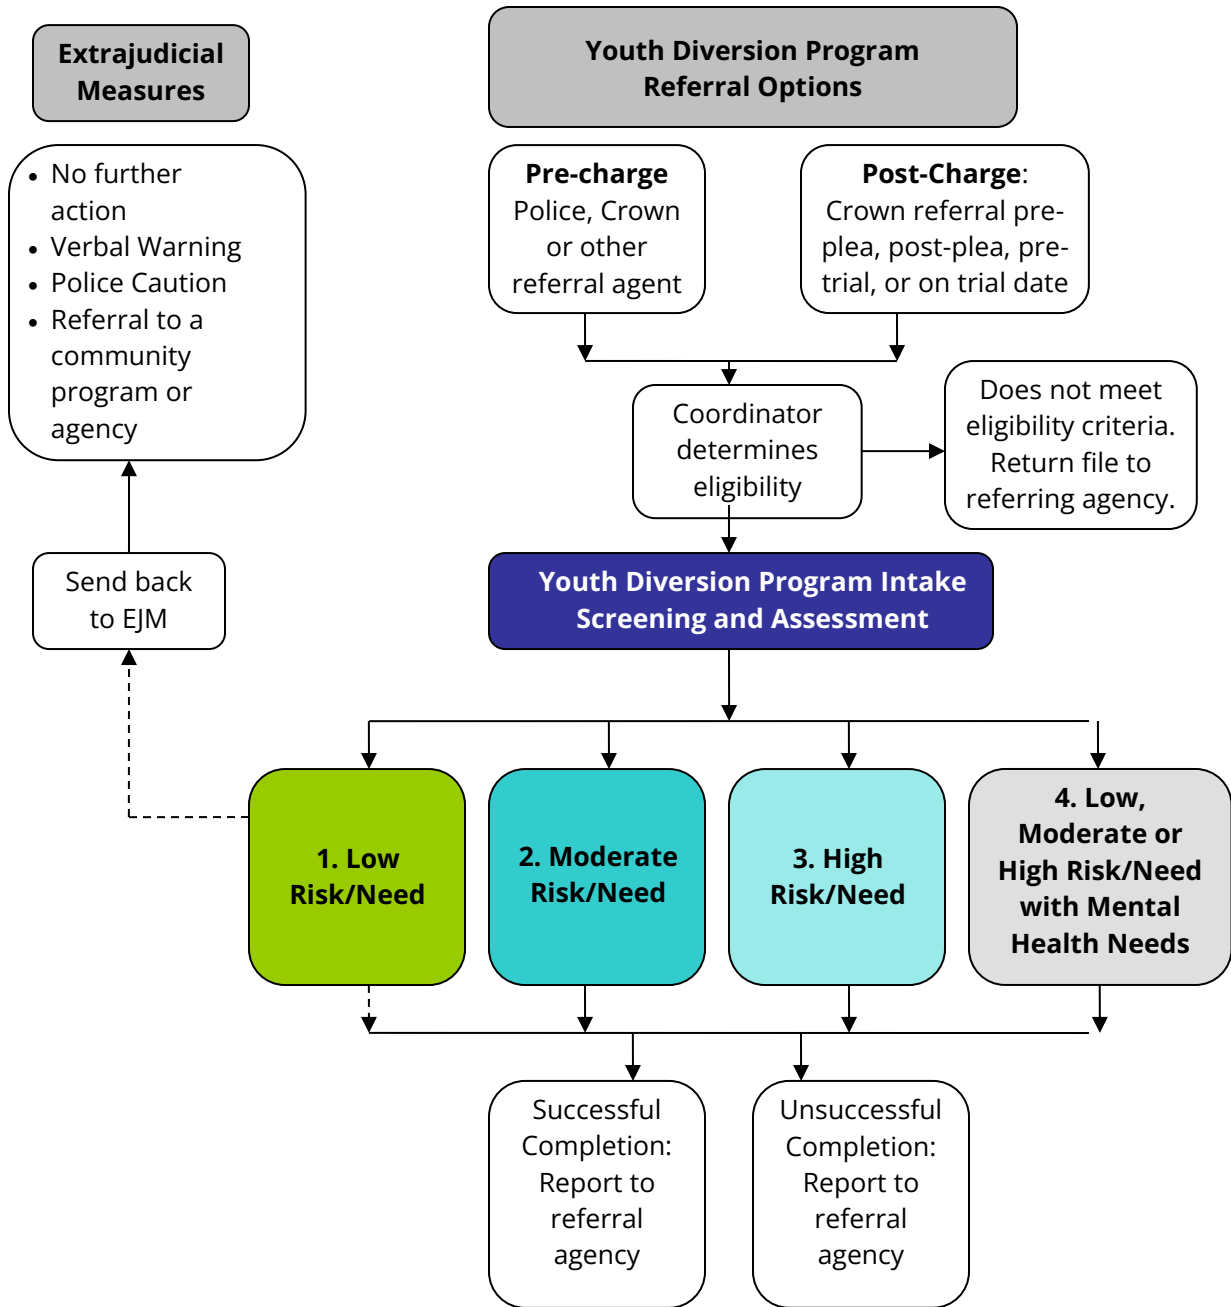 Extrajudicial
Measures
Youth Diversion Program
Referral Options
• No further
action
• Verbal Warning
• Police Caution
• Referral to a
community
program or
agency
Pre-charge
Police, Crown
or other
referral agent
Post-Charge:
Crown referral pre-
plea, post-plea, pre-
trial, or on trial date
Coordinator
determines
eligibility
Does not meet
eligibility criteria.
Return file to
referring agency.
Send back
to EJM
Youth Diversion Program Intake
Screening and Assessment
1. Low
Risk/Need
2. Moderate
Risk/Need
3. High
Risk/Need
4. Low,
Moderate or
High Risk/Need
with Mental
Health Needs
Successful
Completion:
Report to
referral
agency
Unsuccessful
Completion:
Report to
referral
agency